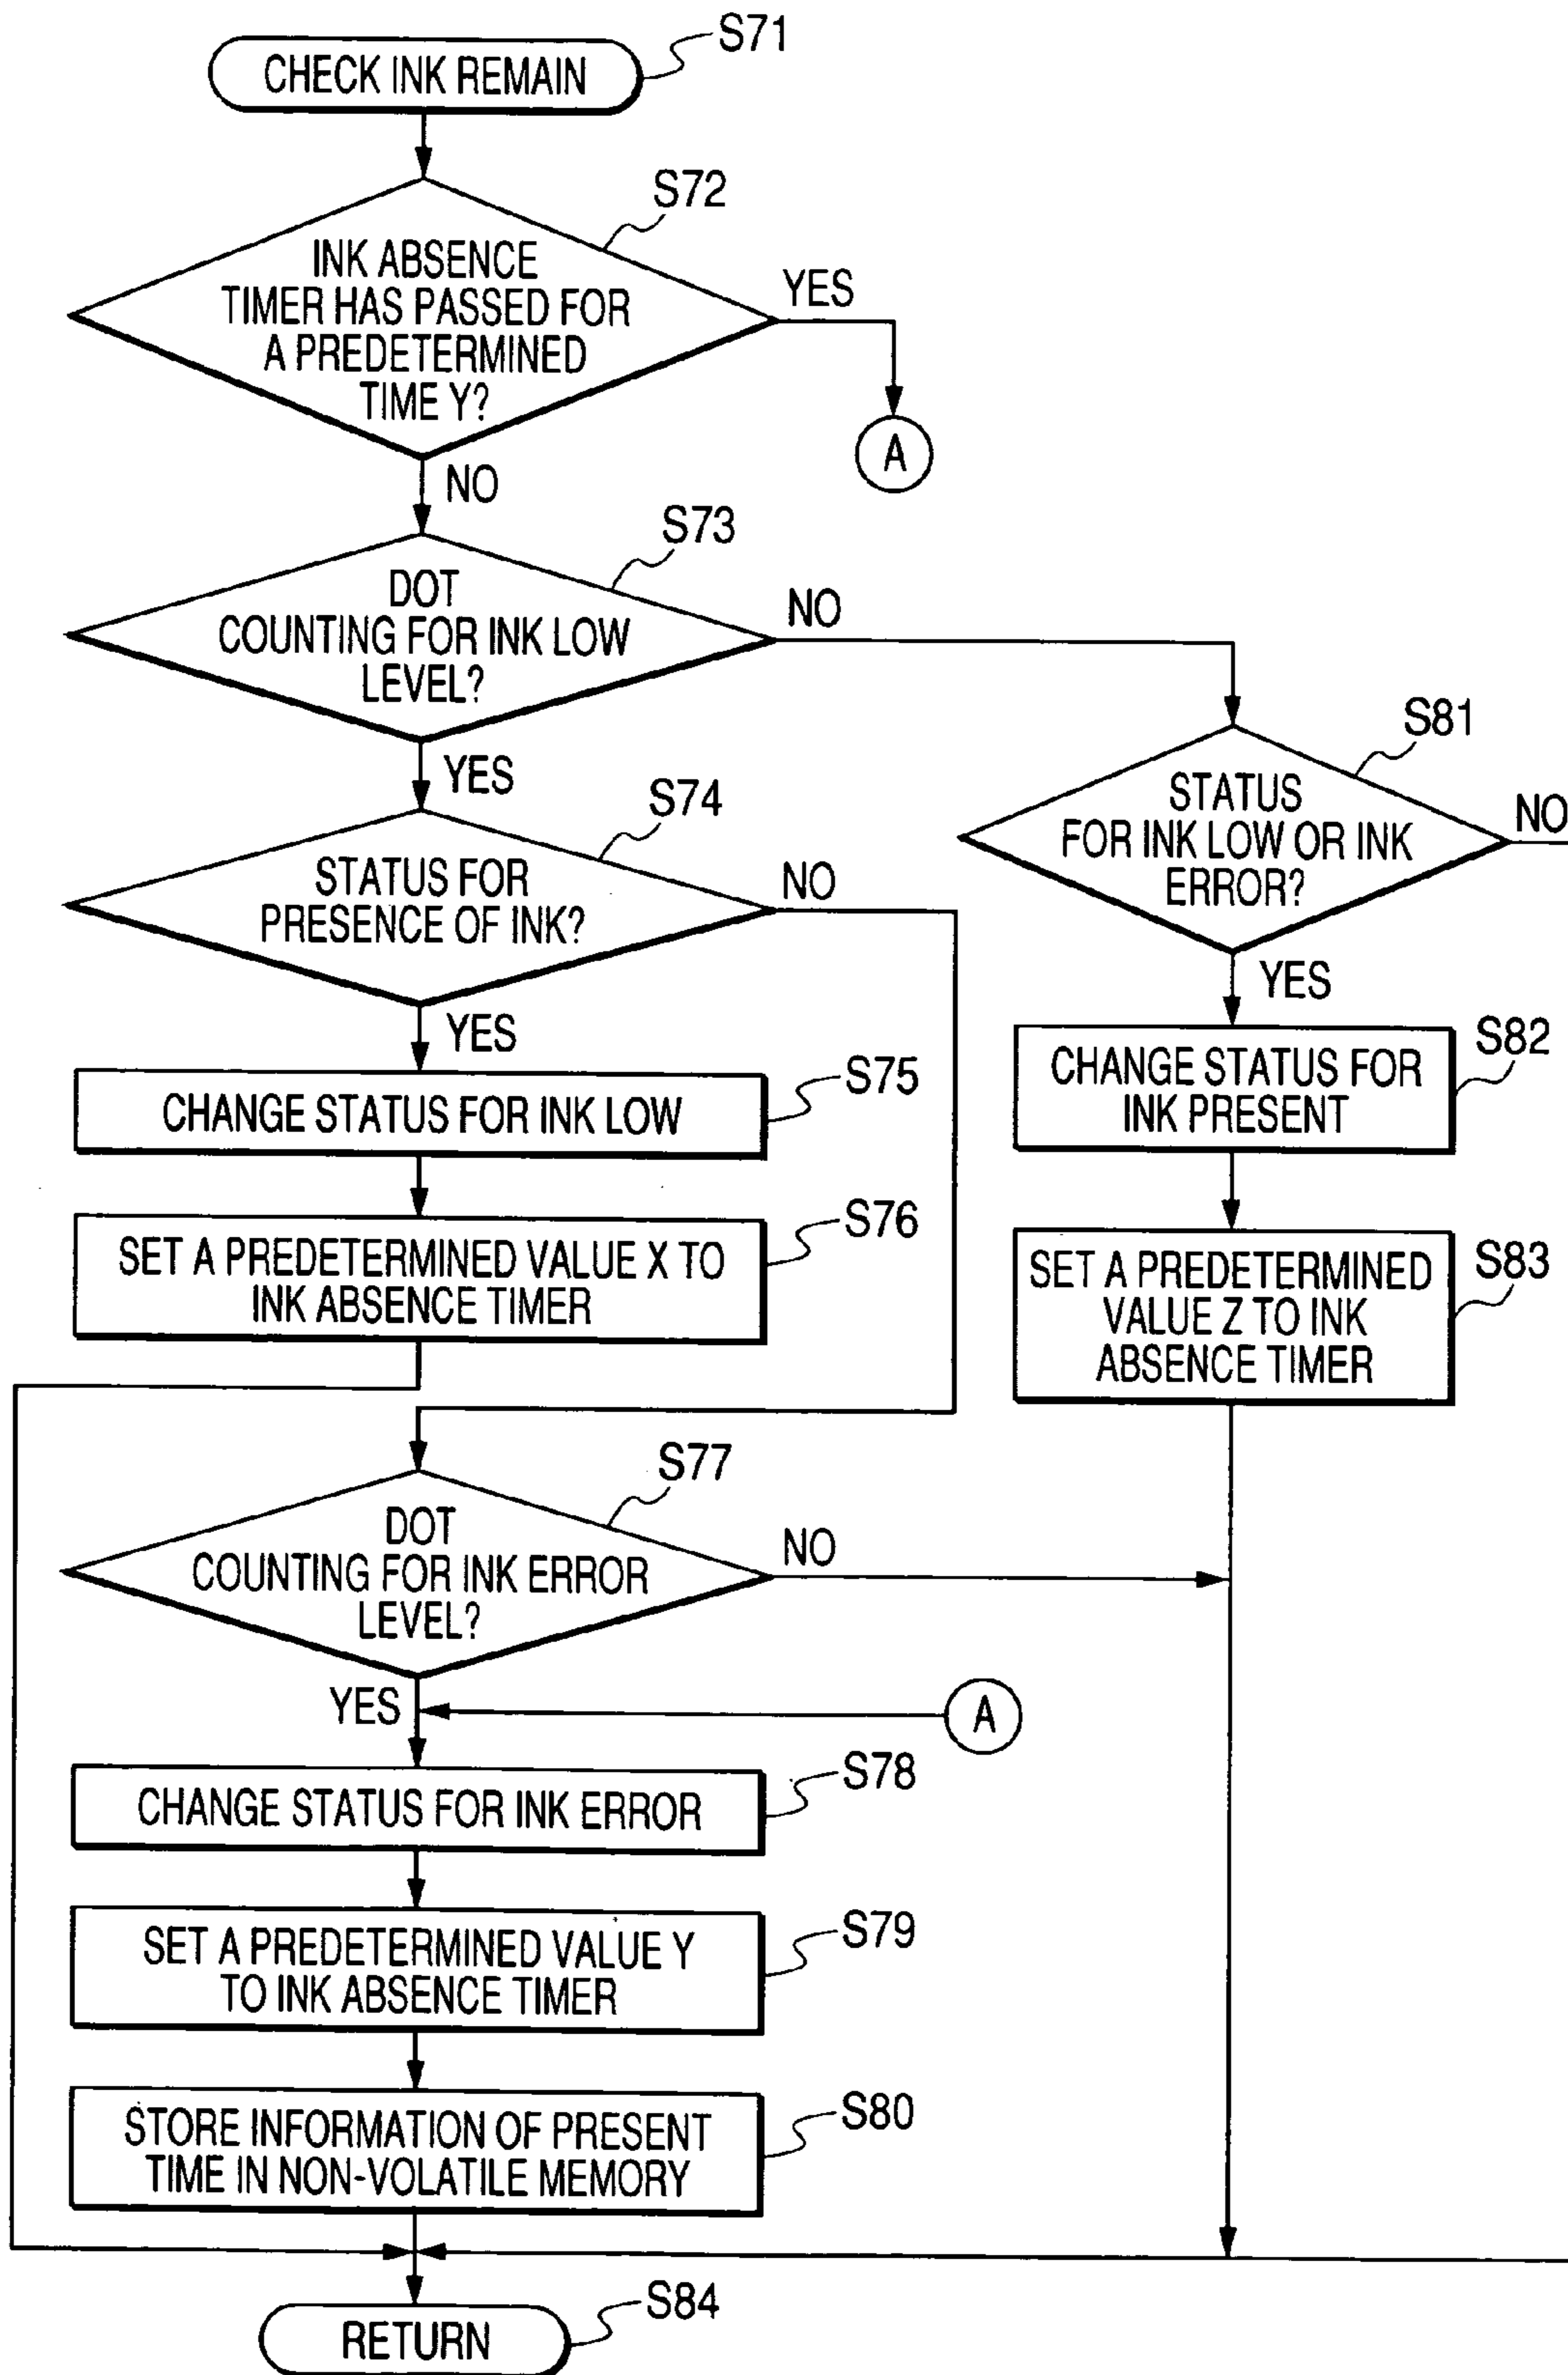 S71
CHECK INK REMAIN
S72
INK ABSENCE
TIMER HAS PASSED FOR
A PREDETERMINED
TIME Y?
YES
A
NO
S73
DOT
COUNTING FOR INK LOW
LEVEL?
NO
YES
S81
STATUS
FOR INK LOW OR INK
ERROR?
NO
YES
S74
STATUS FOR
PRESENCE OF INK?
NO
YES
S75
CHANGE STATUS FOR INK LOW
S82
CHANGE STATUS FOR
INK PRESENT
S76
SET A PREDETERMINED VALUE X TO
INK ABSENCE TIMER
S83
SET A PREDETERMINED
VALUE Z TO INK
ABSENCE TIMER
S77
DOT
COUNTING FOR INK ERROR
LEVEL?
NO
YES
A
S78
CHANGE STATUS FOR INK ERROR
S79
SET A PREDETERMINED VALUE Y
TO INK ABSENCE TIMER
S80
STORE INFORMATION OF PRESENT
TIME IN NON-VOLATILE MEMORY
S84
RETURN